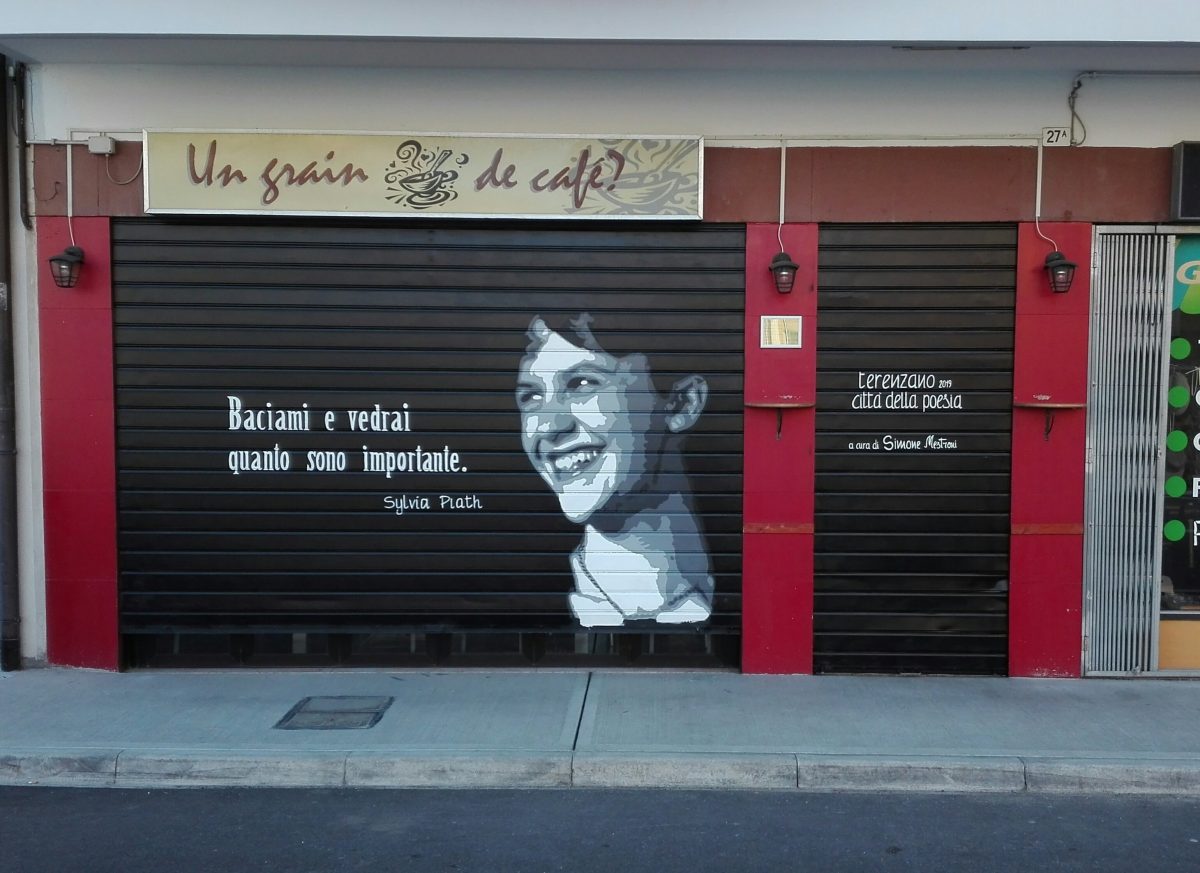 Un grain de café?
27A
Baciami e vedrai
quanto sono importante.
Sylvia Plath
terenzano 2019
città della poesia
a cura di Simone Mestroni
G